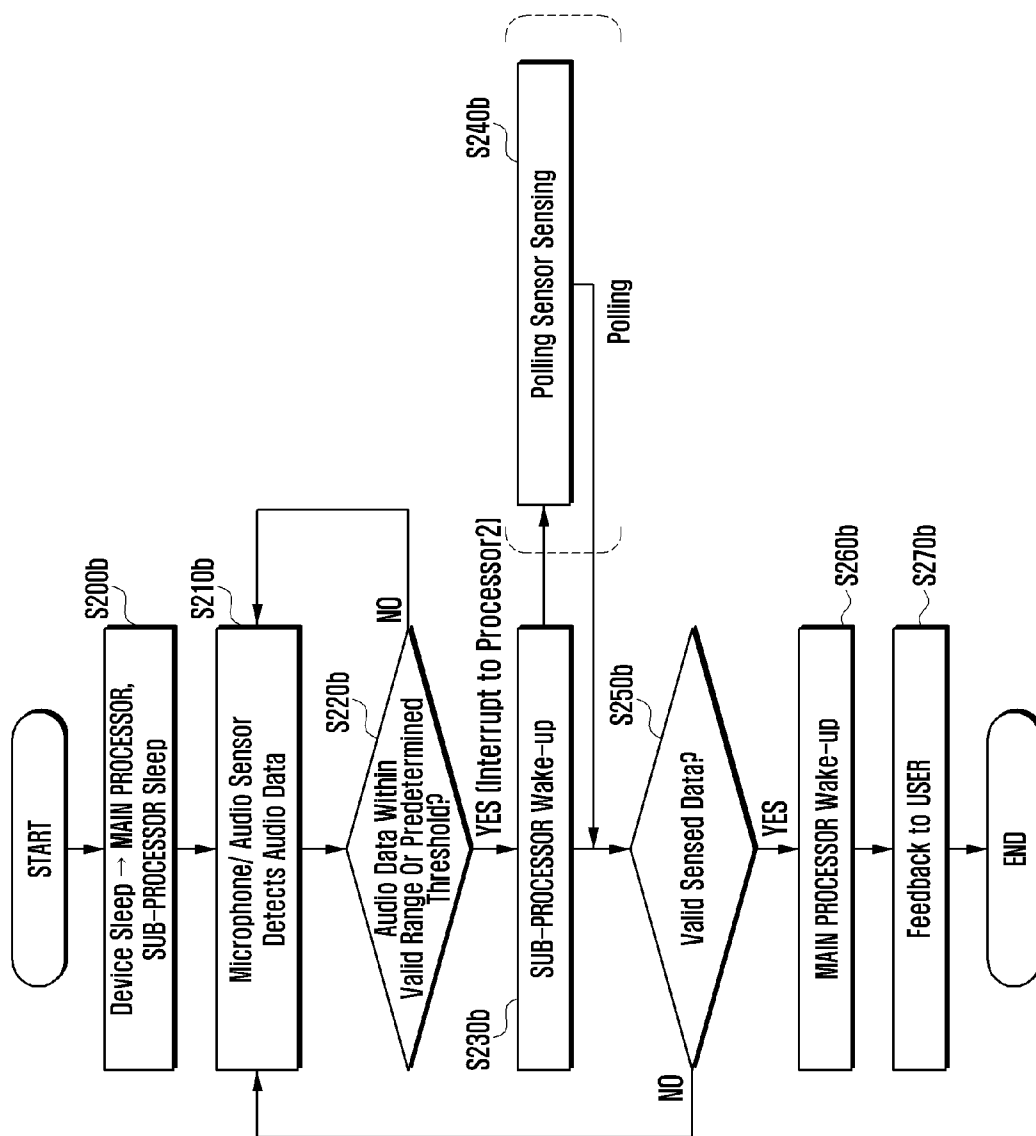 START
S200b
Device Sleep → MAIN PROCESSOR,
SUB-PROCESSOR Sleep
S210b
Microphone/ Audio Sensor
Detects Audio Data
S220b
Audio Data Within
Valid Range Or Predetermined
Threshold?
NO
YES (Interrupt to Processor2)
S230b
SUB-PROCESSOR Wake-up
S240b
Polling Sensor Sensing
Polling
S250b
Valid Sensed Data?
NO
YES
S260b
MAIN PROCESSOR Wake-up
S270b
Feedback to USER
END